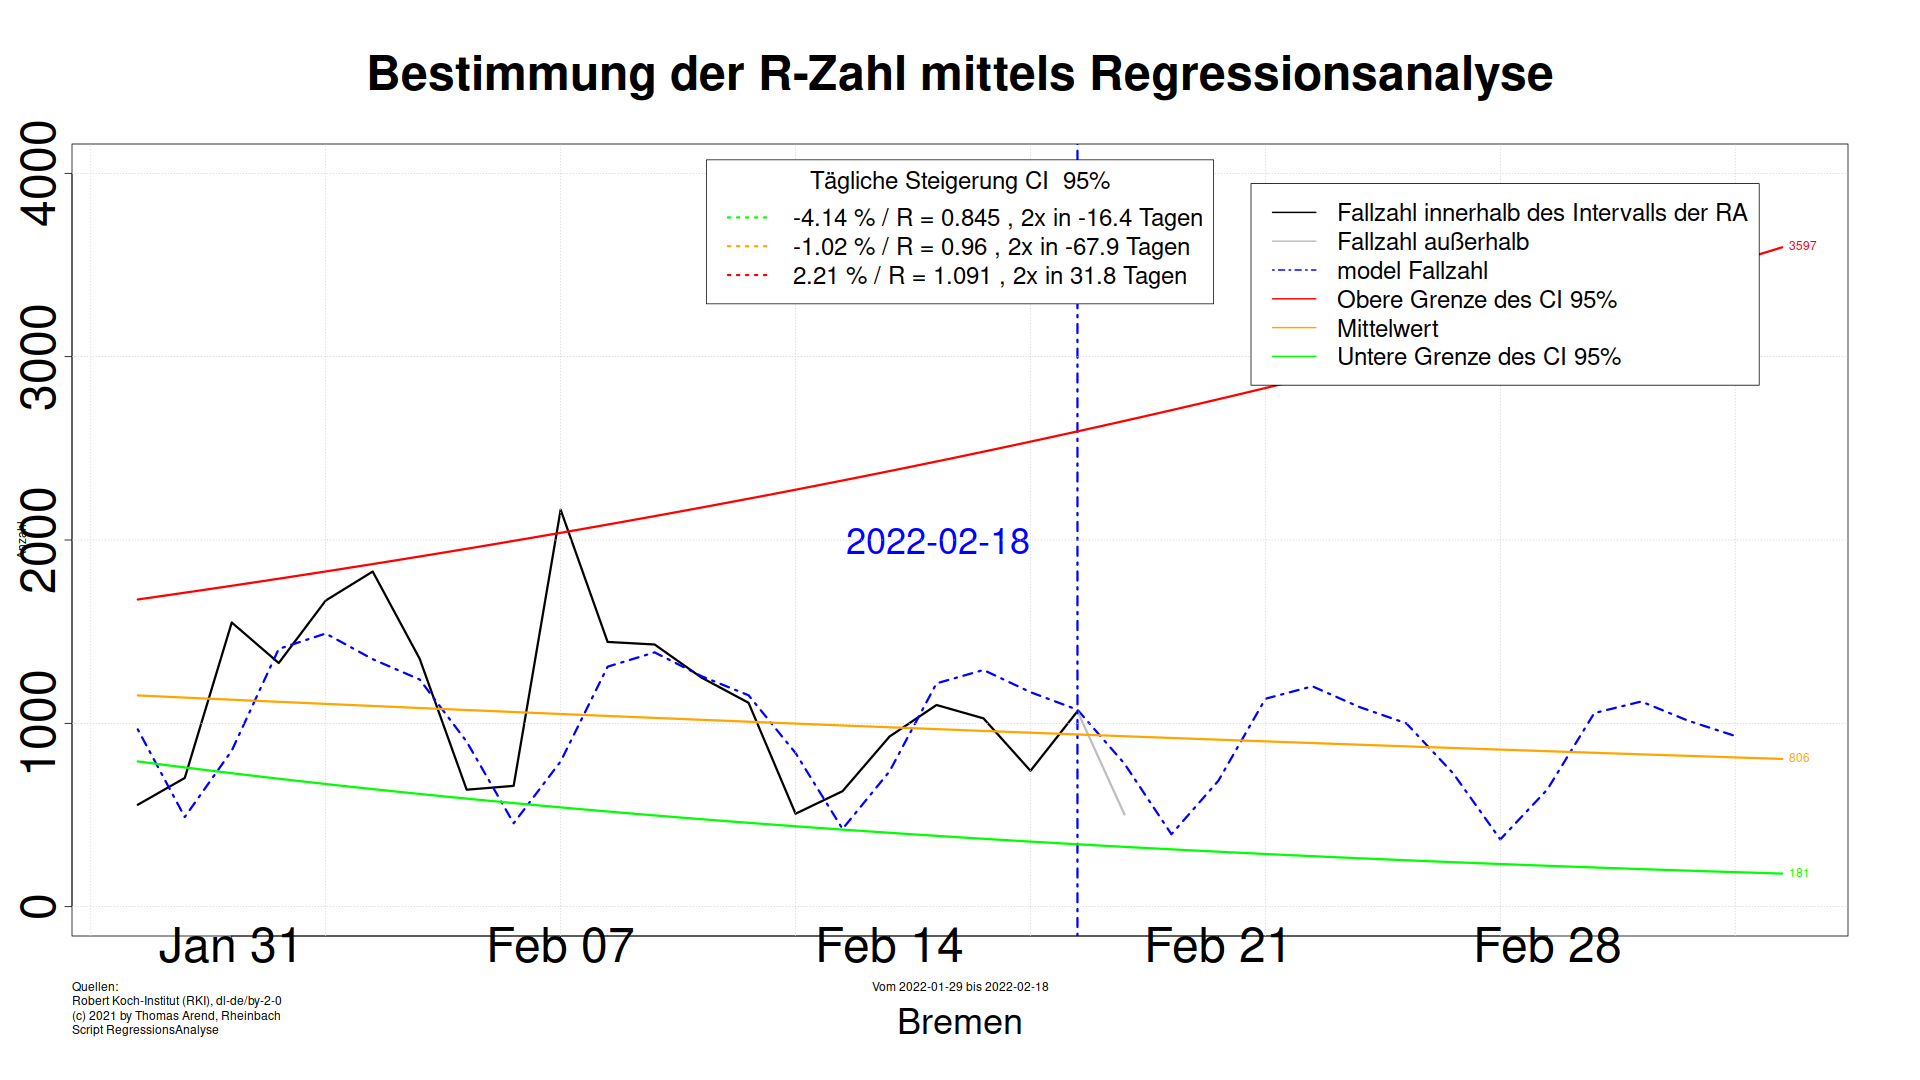 Bestimmung der R-Zahl mittels Regressionsanalyse
4000
3000
2000
1000
0
Anzahl
Tägliche Steigerung CI  95%
-4.14 % / R = 0.845 , 2x in -16.4 Tagen
-1.02 % / R = 0.96 , 2x in -67.9 Tagen
2.21 % / R = 1.091 , 2x in 31.8 Tagen
Fallzahl innerhalb des Intervalls der RA
Fallzahl außerhalb
model Fallzahl
Obere Grenze des CI 95%
Mittelwert
Untere Grenze des CI 95%
3597
2022-02-18
806
181
Jan 31
Feb 07
Feb 14
Feb 21
Feb 28
Quellen:
Robert Koch-Institut (RKI), dl-de/by-2-0
(c) 2021 by Thomas Arend, Rheinbach
Script RegressionsAnalyse
Vom 2022-01-29 bis 2022-02-18
Bremen